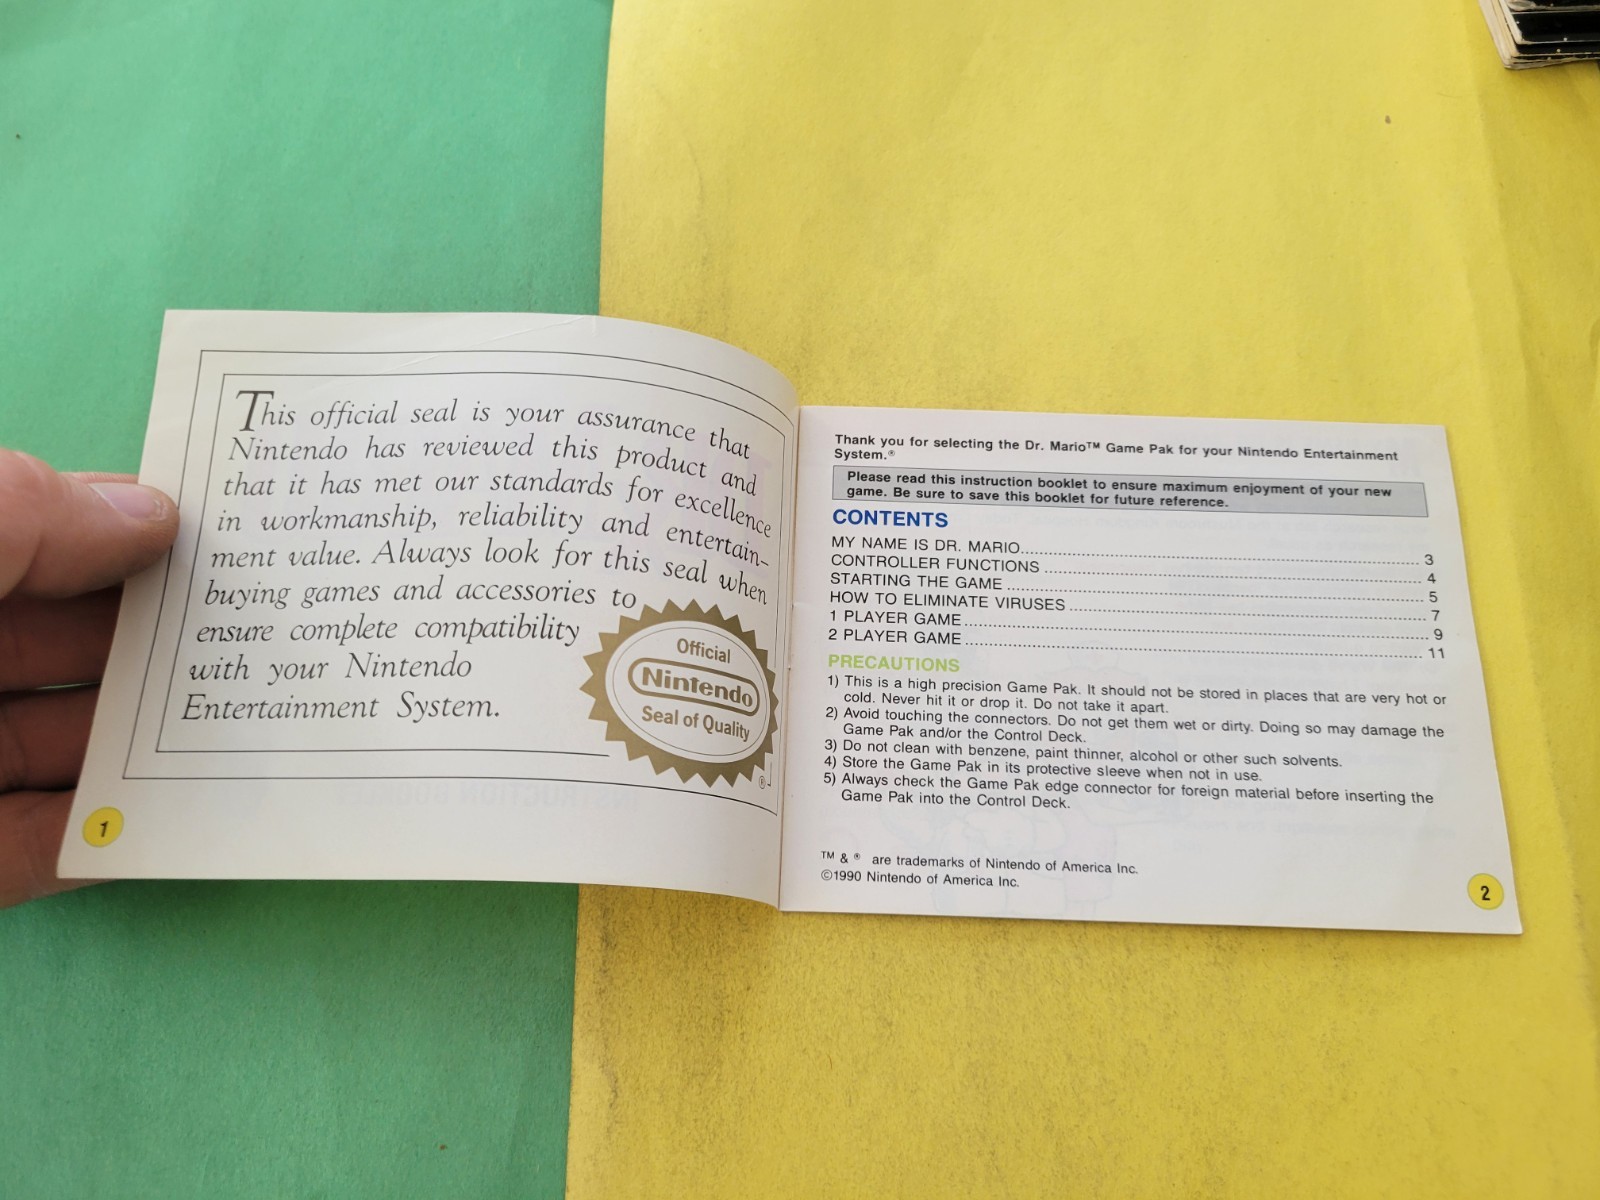 This official seal is your assurance that
Nintendo has reviewed this product and
that it has met our standards for excellence
in workmanship, reliability and entertain-
ment value. Always look for this seal when
buying games and accessories to
ensure complete compatibility
with your Nintendo
Entertainment System.
Official
Nintendo
Seal of Quality
®
1
Thank you for selecting the Dr. Mario™ Game Pak for your Nintendo Entertainment
System.®
Please read this instruction booklet to ensure maximum enjoyment of your new
game. Be sure to save this booklet for future reference.
CONTENTS
MY NAME IS DR. MARIO 3
CONTROLLER FUNCTIONS 4
STARTING THE GAME 5
HOW TO ELIMINATE VIRUSES 7
1 PLAYER GAME 9
2 PLAYER GAME 11
PRECAUTIONS
1) This is a high precision Game Pak. It should not be stored in places that are very hot or
cold. Never hit it or drop it. Do not take it apart.
2) Avoid touching the connectors. Do not get them wet or dirty. Doing so may damage the
Game Pak and/or the Control Deck.
3) Do not clean with benzene, paint thinner, alcohol or other such solvents.
4) Store the Game Pak in its protective sleeve when not in use.
5) Always check the Game Pak edge connector for foreign material before inserting the
Game Pak into the Control Deck.
TM & ® are trademarks of Nintendo of America Inc.
©1990 Nintendo of America Inc.
2